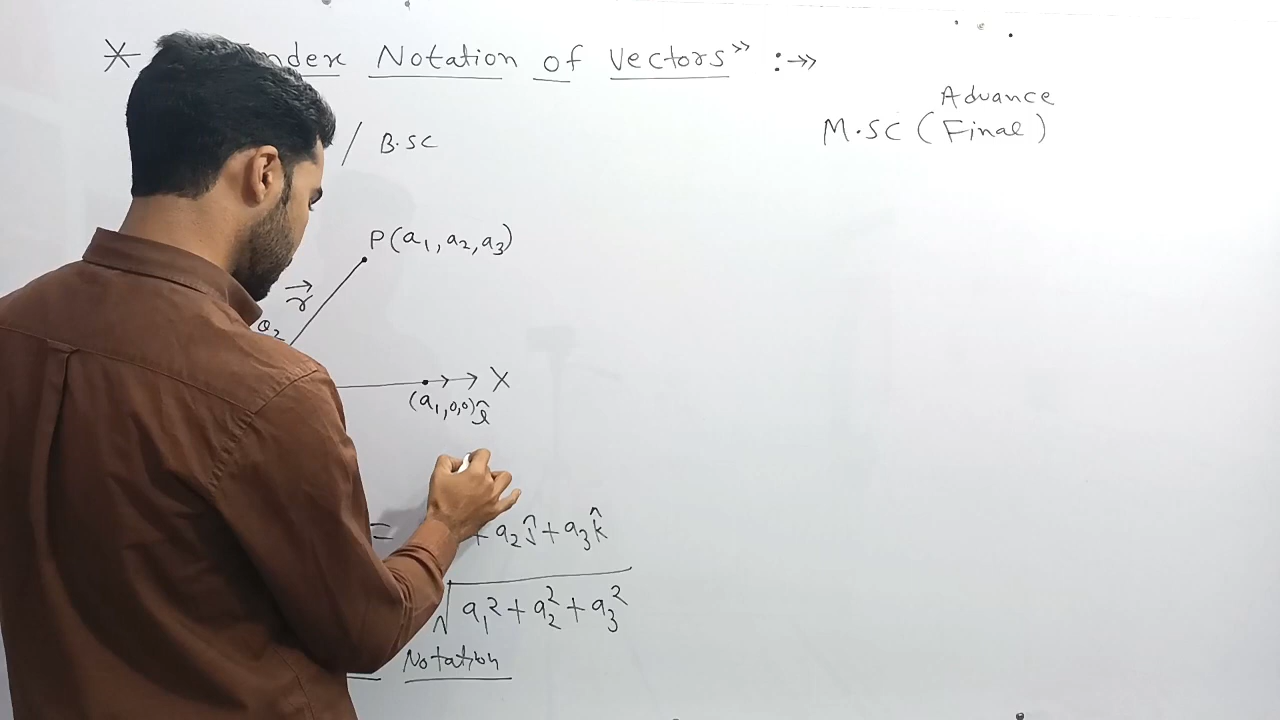 * ndex Notation of Vectors" :→>
Advance
M.SC (Final)
/ B.SC
P(a₁, a₂, a₃)
r⃗
θ₂
X
(a₁,0,0) î
= + a₂ĵ + a₃k̂
√a₁² + a₂² + a₃²
Notation